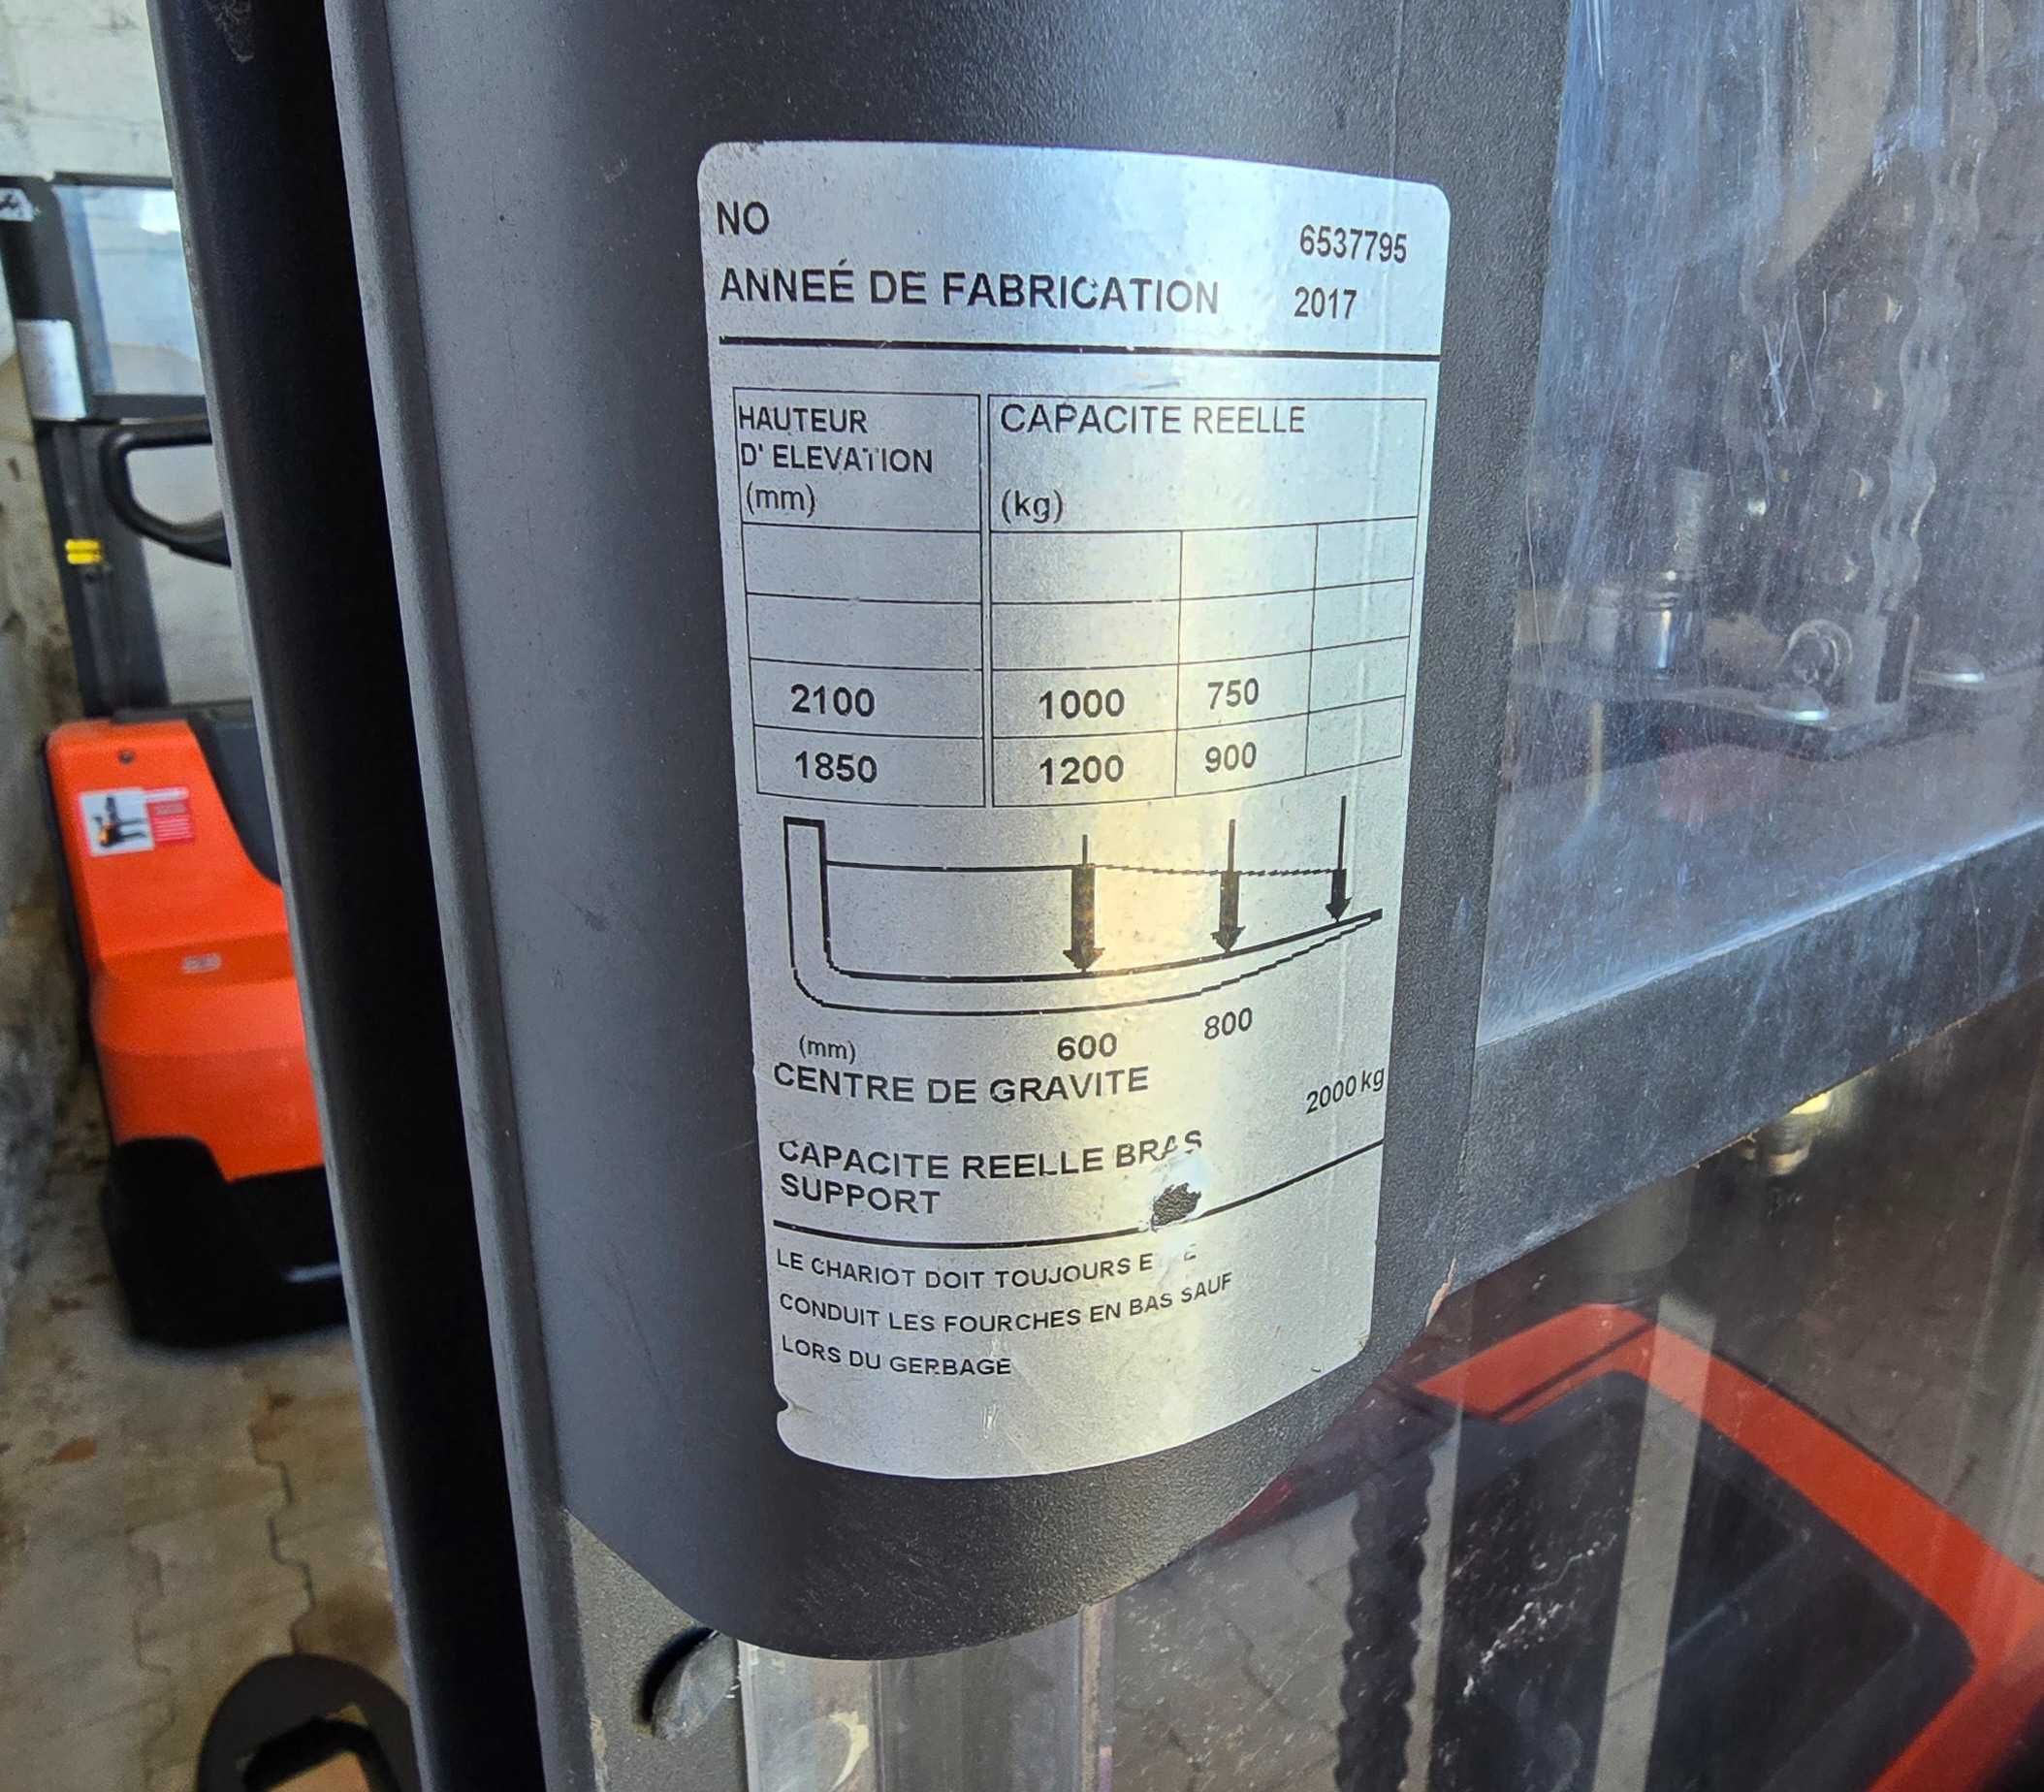 NO 6537795
ANNEÉ DE FABRICATION 2017
HAUTEUR
D' ELEVATION
(mm)
CAPACITE REELLE
(kg)
2100 1000 750
1850 1200 900
(mm) 600 800
CENTRE DE GRAVITE
2000 kg
CAPACITE REELLE BRAS
SUPPORT
LE CHARIOT DOIT TOUJOURS
CONDUIT LES FOURCHES EN BAS SAUF
LORS DU GERBAGE